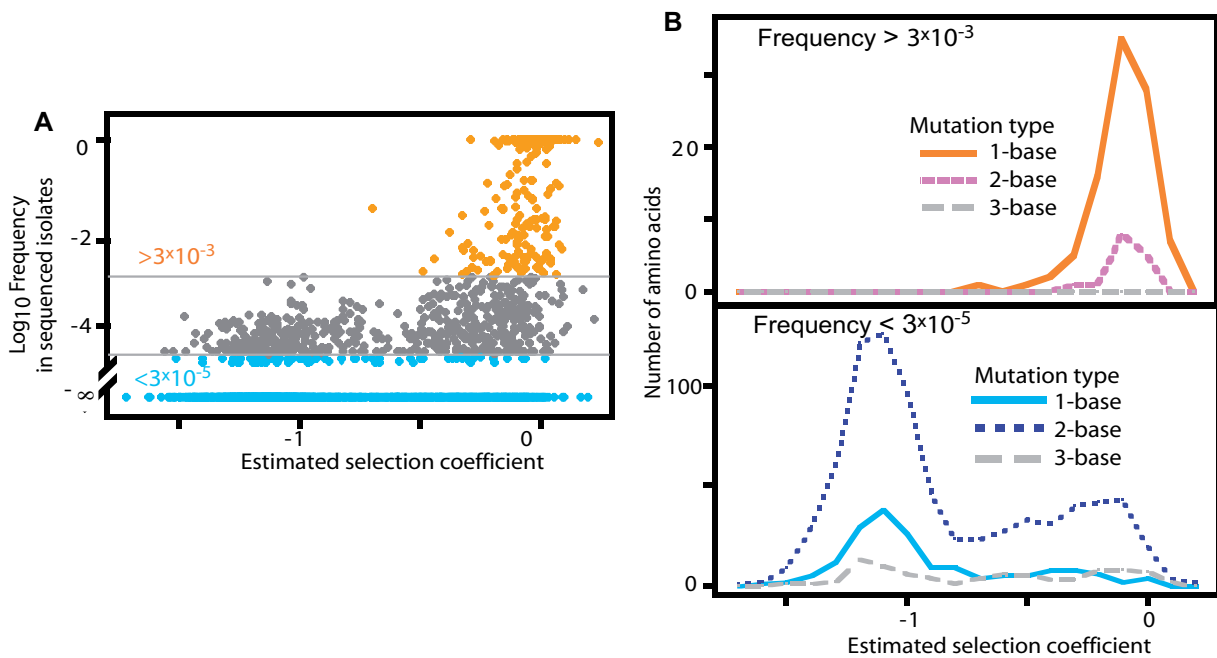 A
Log10 Frequency
in sequenced isolates
0
-2
-4
- ∞
>3×10-3
<3×10-5
-1
0
Estimated selection coefficient
B
Number of amino acids
Frequency > 3×10-3
Mutation type
1-base
2-base
3-base
20
0
Frequency < 3×10-5
Mutation type
1-base
2-base
3-base
100
0
-1
0
Estimated selection coefficient